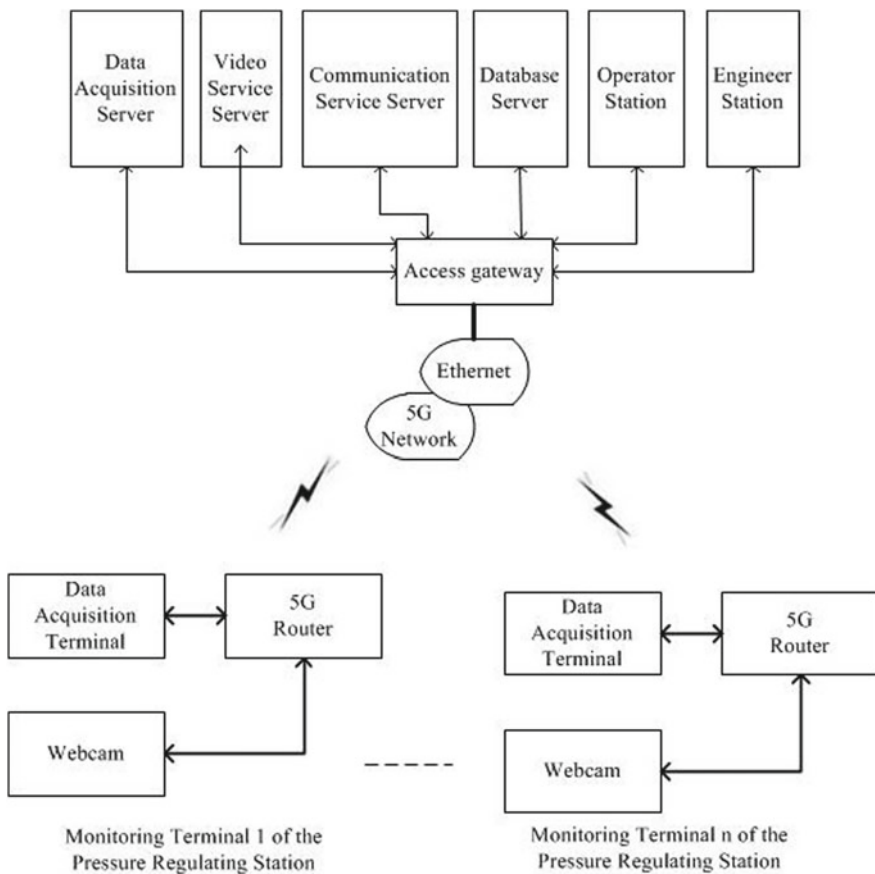 Data
Acquisition
Server
Video
Service
Server
Communication
Service Server
Database
Server
Operator
Station
Engineer
Station
Access gateway
Ethernet
5G
Network
Data
Acquisition
Terminal
5G
Router
Webcam
Monitoring Terminal 1 of the
Pressure Regulating Station
Data
Acquisition
Terminal
5G
Router
Webcam
Monitoring Terminal n of the
Pressure Regulating Station